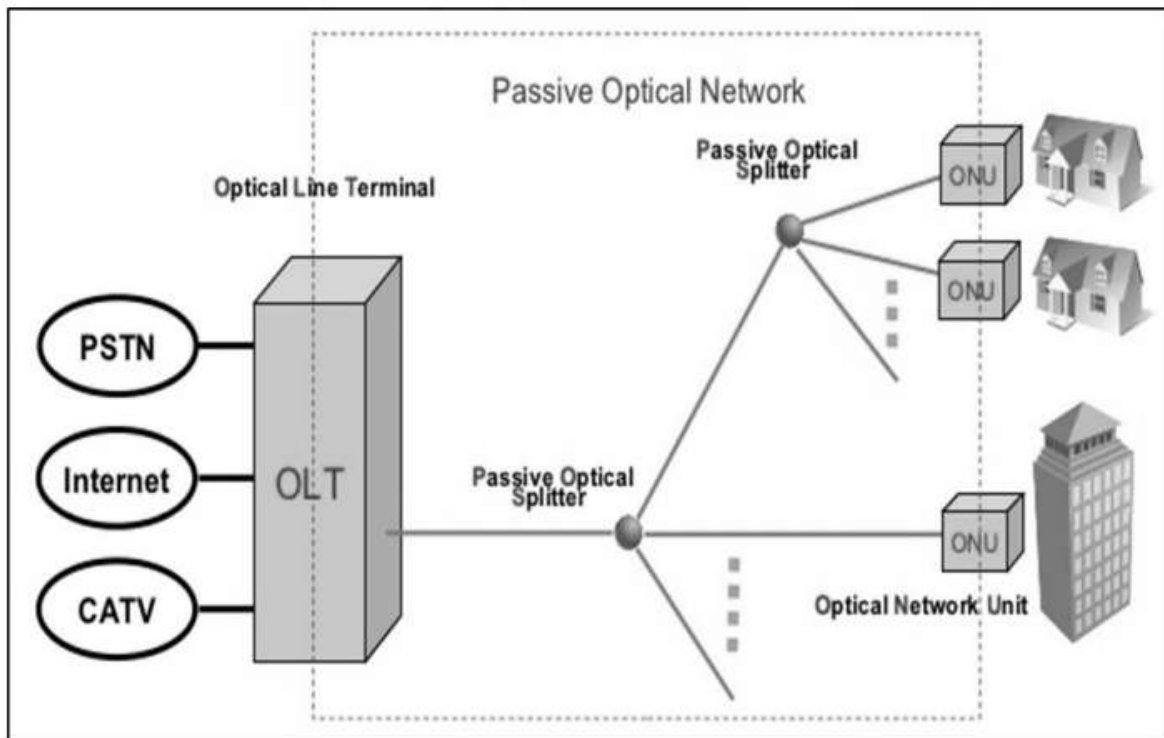 Passive Optical Network
Passive Optical
Splitter
ONU
Optical Line Terminal
ONU
PSTN
Internet
OLT
Passive Optical
Splitter
ONU
CATV
Optical Network Unit